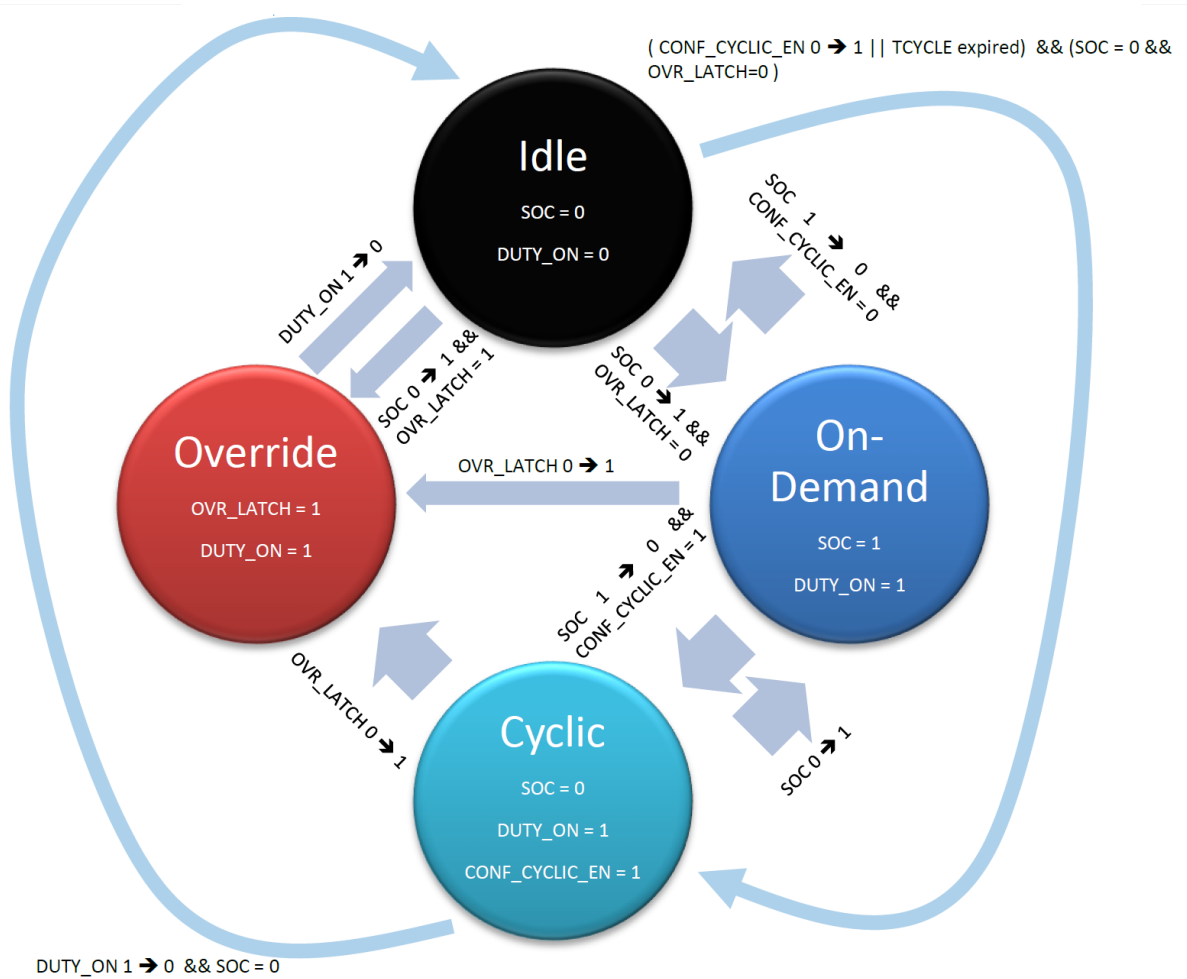 ( CONF_CYCLIC_EN 0 ➔ 1 || TCYCLE expired) && (SOC = 0 &&
OVR_LATCH=0 )
Idle
SOC = 0
DUTY_ON = 0
SOC 1 ➔ 0 &&
CONF_CYCLIC_EN = 0
DUTY_ON 1 ➔ 0
SOC 0 ➔ 1 &&
OVR_LATCH = 1
SOC 0 ➔ 1 &&
OVR_LATCH = 0
Override
OVR_LATCH = 1
DUTY_ON = 1
OVR_LATCH 0 ➔ 1
On-
Demand
SOC = 1
DUTY_ON = 1
SOC 1 ➔ 0 &&
CONF_CYCLIC_EN = 1
OVR_LATCH 0 ➔ 1
Cyclic
SOC = 0
DUTY_ON = 1
CONF_CYCLIC_EN = 1
SOC 0 ➔ 1
DUTY_ON 1 ➔ 0 && SOC = 0